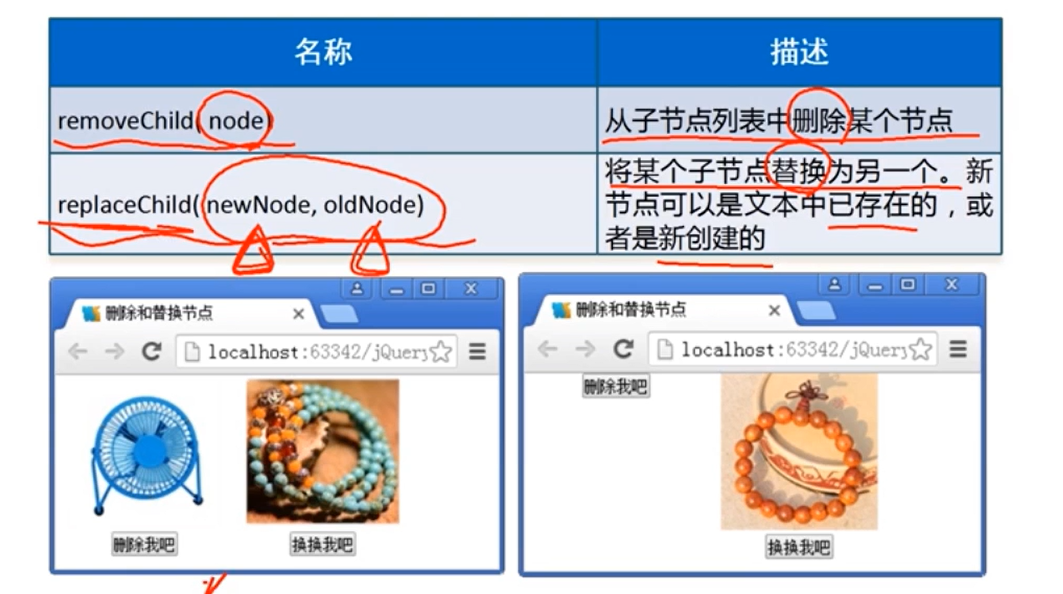 名称
描述
removeChild( node)
从子节点列表中删除某个节点
replaceChild( newNode, oldNode)
将某个子节点替换为另一个。新
节点可以是文本中已存在的，或
者是新创建的
删除和替换节点
localhost:63342/jQuery
删除我吧
换换我吧
删除和替换节点
localhost:63342/jQuery
删除我吧
换换我吧